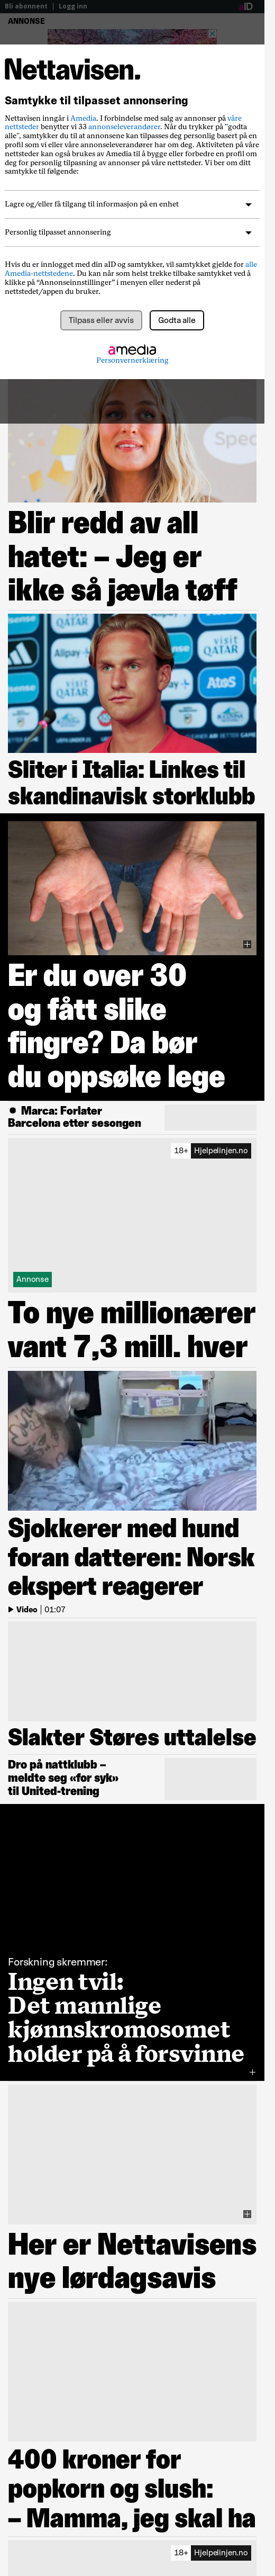 Bli abonnent | Logg inn
aID
ANNONSE
Nettavisen.
Samtykke til tilpasset annonsering
Nettavisen inngår i Amedia. I forbindelse med salg av annonser på våre
nettsteder benytter vi 33 annonseleverandører. Når du trykker på "godta
alle", samtykker du til at annonsene kan tilpasses deg personlig basert på en
profil som vi eller våre annonseleverandører har om deg. Aktiviteten på våre
nettsteder kan også brukes av Amedia til å bygge eller forbedre en profil om
deg for personlig tilpasning av annonser på våre nettsteder. Vi ber om ditt
samtykke til følgende:
Lagre og/eller få tilgang til informasjon på en enhet
Personlig tilpasset annonsering
Hvis du er innlogget med din aID og samtykker, vil samtykket gjelde for alle
Amedia-nettstedene. Du kan når som helst trekke tilbake samtykket ved å
klikke på “Annonseinnstillinger” i menyen eller nederst på
nettstedet/appen du bruker.
Tilpass eller avvis
Godta alle
amedia
Personvernerklæring
Blir redd av all
hatet: – Jeg er
ikke så jævla tøff
VISIT QATAR
Alipay
AtoS
Sliter i Italia: Linkes til
skandinavisk storklubb
Er du over 30
og fått slike
fingre? Da bør
du oppsøke lege
Marca: Forlater
Barcelona etter sesongen
18+ Hjelpelinjen.no
Annonse
To nye millionærer
vant 7,3 mill. hver
Sjokkerer med hund
foran datteren: Norsk
ekspert reagerer
Video | 01:07
Slakter Støres uttalelse
Dro på nattklubb –
meldte seg «for syk»
til United-trening
Forskning skremmer:
Ingen tvil:
Det mannlige
kjønnskromosomet
holder på å forsvinne
Her er Nettavisens
nye lørdagsavis
400 kroner for
popkorn og slush:
– Mamma, jeg skal ha
18+ Hjelpelinjen.no